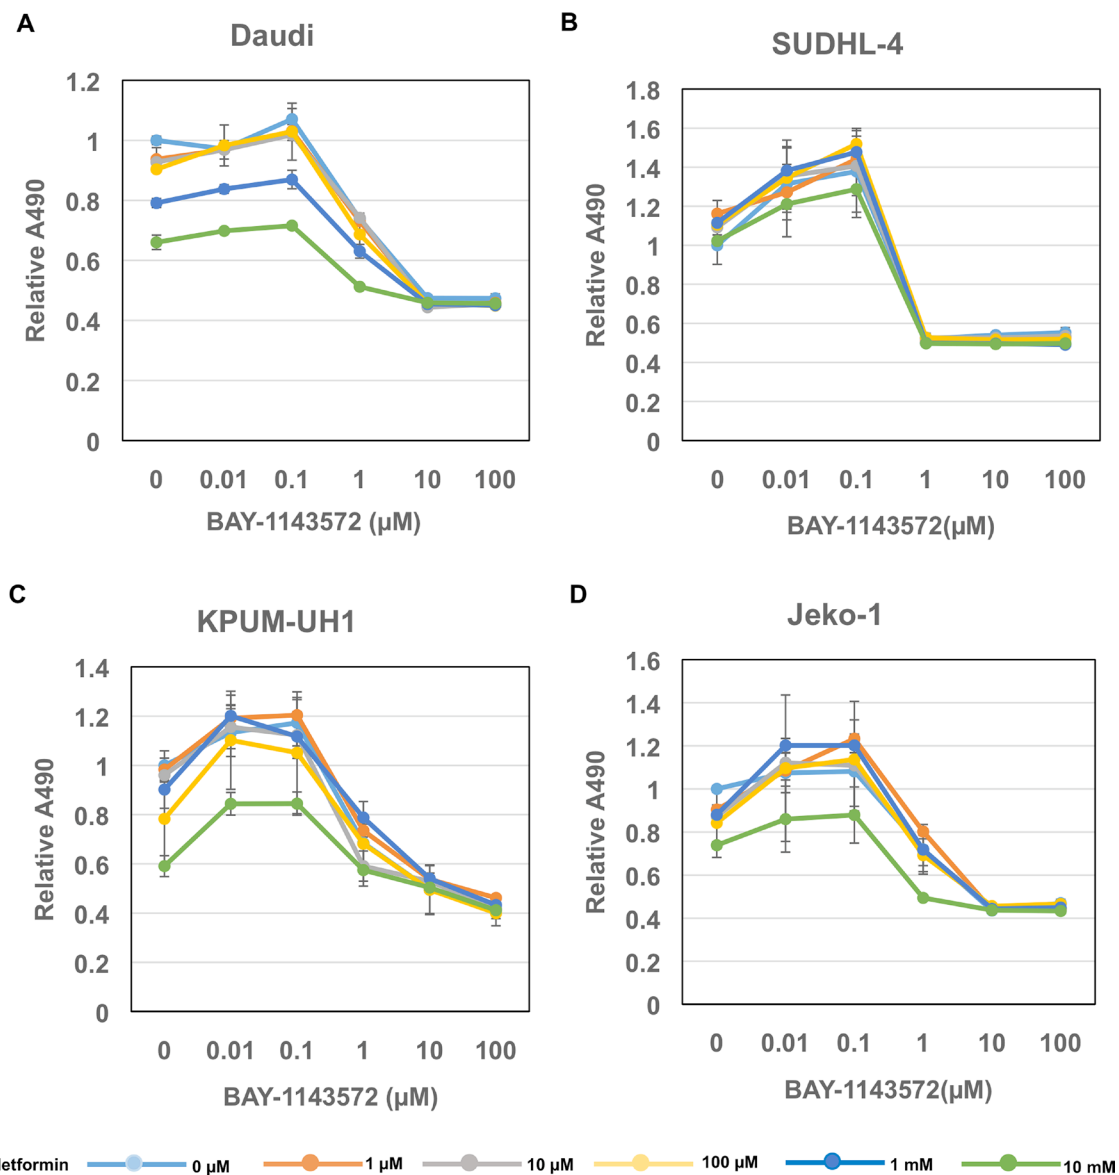 A
Daudi
1.2
1
0.8
0.6
0.4
0.2
0
Relative A490
0 0.01 0.1 1 10 100
BAY-1143572 (µM)
B
SUDHL-4
1.8
1.6
1.4
1.2
1
0.8
0.6
0.4
0.2
0
Relative A490
0 0.01 0.1 1 10 100
BAY-1143572(µM)
C
KPUM-UH1
1.4
1.2
1
0.8
0.6
0.4
0.2
0
Relative A490
0 0.01 0.1 1 10 100
BAY-1143572 (µM)
D
Jeko-1
1.6
1.4
1.2
1
0.8
0.6
0.4
0.2
0
Relative A490
0 0.01 0.1 1 10 100
BAY-1143572(µM)
etformin 0 µM 1 µM 10 µM 100 µM 1 mM 10 mM